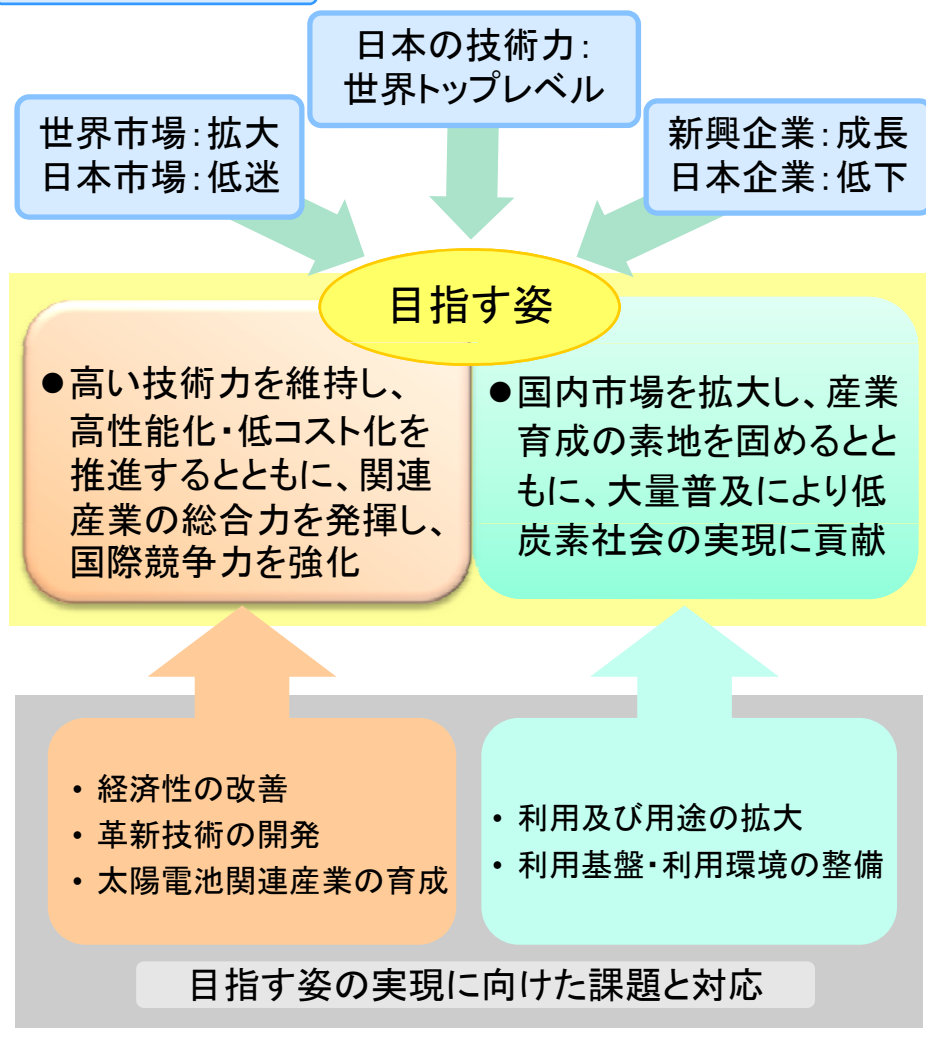 日本の技術力：
世界トップレベル
世界市場：拡大
日本市場：低迷
新興企業：成長
日本企業：低下
目指す姿
●高い技術力を維持し、
高性能化・低コスト化を
推進するとともに、関連
産業の総合力を発揮し、
国際競争力を強化
●国内市場を拡大し、産業
育成の素地を固めるとと
もに、大量普及により低
炭素社会の実現に貢献
・ 経済性の改善
・ 革新技術の開発
・ 太陽電池関連産業の育成
・ 利用及び用途の拡大
・ 利用基盤・利用環境の整備
目指す姿の実現に向けた課題と対応